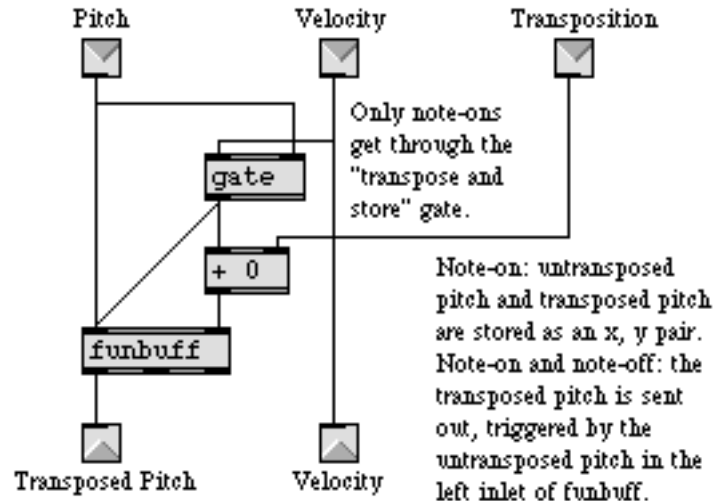 Pitch
Velocity
Transposition
Only note-ons
get through the
"transpose and
store" gate.
gate
+ 0
funbuff
Note-on: untransposed
pitch and transposed pitch
are stored as an x, y pair.
Note-on and note-off: the
transposed pitch is sent
out, triggered by the
untransposed pitch in the
left inlet of funbuff.
Transposed Pitch
Velocity